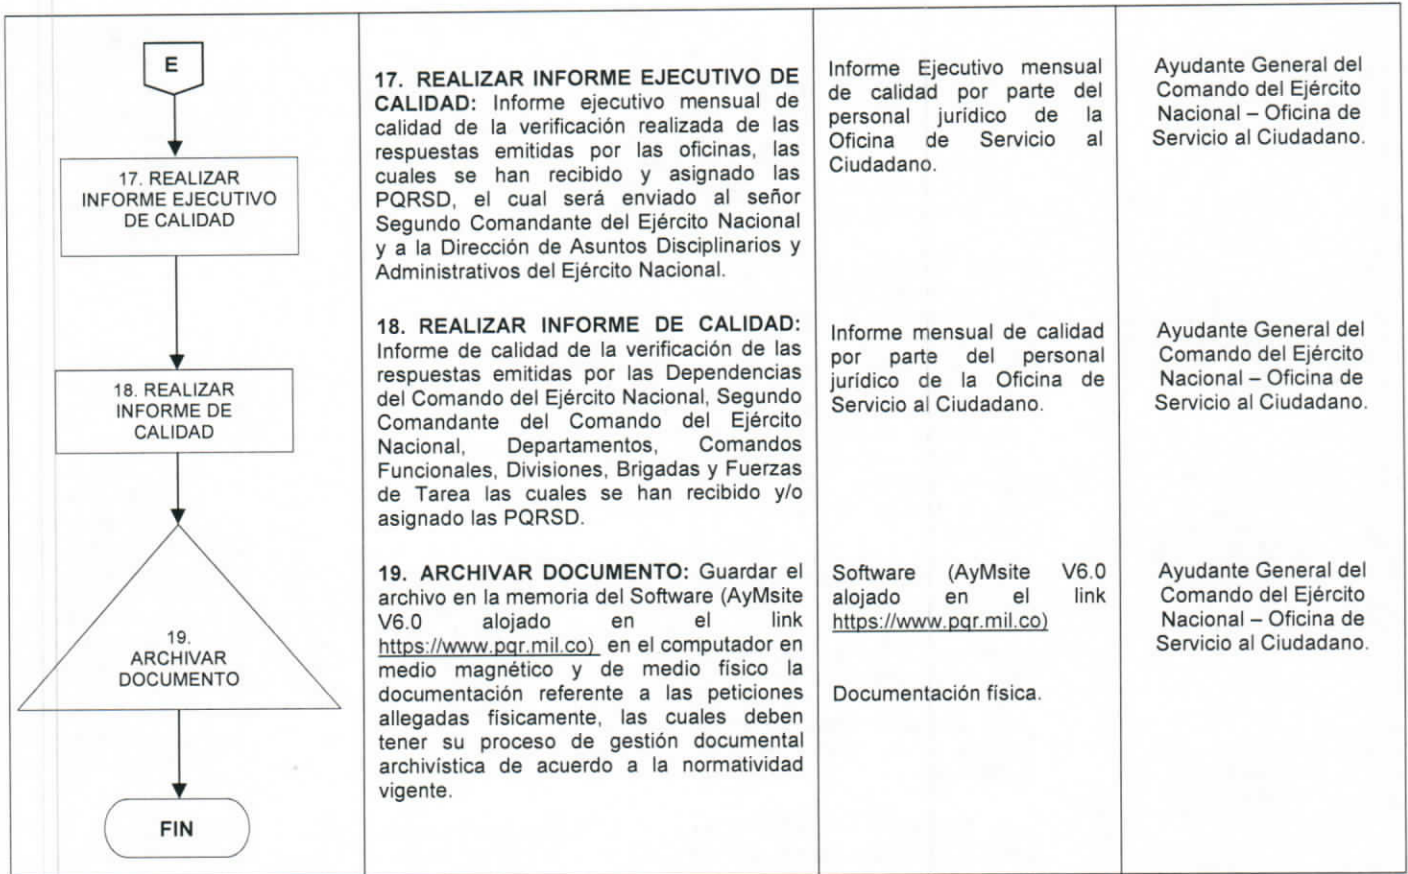 E
17. REALIZAR
INFORME EJECUTIVO
DE CALIDAD
18. REALIZAR
INFORME DE
CALIDAD
19.
ARCHIVAR
DOCUMENTO
FIN
17. REALIZAR INFORME EJECUTIVO DE
CALIDAD: Informe ejecutivo mensual de
calidad de la verificación realizada de las
respuestas emitidas por las oficinas, las
cuales se han recibido y asignado las
PQRSD, el cual será enviado al señor
Segundo Comandante del Ejército Nacional
y a la Dirección de Asuntos Disciplinarios y
Administrativos del Ejército Nacional.
18. REALIZAR INFORME DE CALIDAD:
Informe de calidad de la verificación de las
respuestas emitidas por las Dependencias
del Comando del Ejército Nacional, Segundo
Comandante del Comando del Ejército
Nacional, Departamentos, Comandos
Funcionales, Divisiones, Brigadas y Fuerzas
de Tarea las cuales se han recibido y/o
asignado las PQRSD.
19. ARCHIVAR DOCUMENTO: Guardar el
archivo en la memoria del Software (AyMsite
V6.0 alojado en el link
https://www.pqr.mil.co) en el computador en
medio magnético y de medio físico la
documentación referente a las peticiones
allegadas físicamente, las cuales deben
tener su proceso de gestión documental
archivística de acuerdo a la normatividad
vigente.
Informe Ejecutivo mensual
de calidad por parte del
personal jurídico de la
Oficina de Servicio al
Ciudadano.
Informe mensual de calidad
por parte del personal
jurídico de la Oficina de
Servicio al Ciudadano.
Software (AyMsite V6.0
alojado en el link
https://www.pqr.mil.co)
Documentación física.
Ayudante General del
Comando del Ejército
Nacional – Oficina de
Servicio al Ciudadano.
Ayudante General del
Comando del Ejército
Nacional – Oficina de
Servicio al Ciudadano.
Ayudante General del
Comando del Ejército
Nacional – Oficina de
Servicio al Ciudadano.